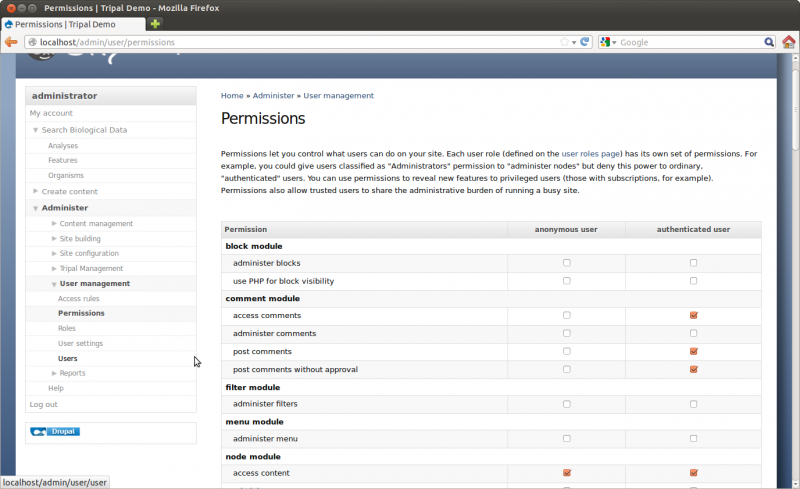 Permissions | Tripal Demo - Mozilla Firefox
Permissions | Tripal Demo
localhost/admin/user/permissions
Google
administrator
My account
Search Biological Data
Analyses
Features
Organisms
Create content
Administer
Content management
Site building
Site configuration
Tripal Management
User management
Access rules
Permissions
Roles
User settings
Users
Reports
Help
Log out
Drupal
Home » Administer » User management
Permissions
Permissions let you control what users can do on your site. Each user role (defined on the user roles page) has its own set of permissions. For
example, you could give users classified as "Administrators" permission to "administer nodes" but deny this power to ordinary,
"authenticated" users. You can use permissions to reveal new features to privileged users (those with subscriptions, for example).
Permissions also allow trusted users to share the administrative burden of running a busy site.
Permission anonymous user authenticated user
block module
administer blocks
use PHP for block visibility
comment module
access comments
administer comments
post comments
post comments without approval
filter module
administer filters
menu module
administer menu
node module
access content
localhost/admin/user/user